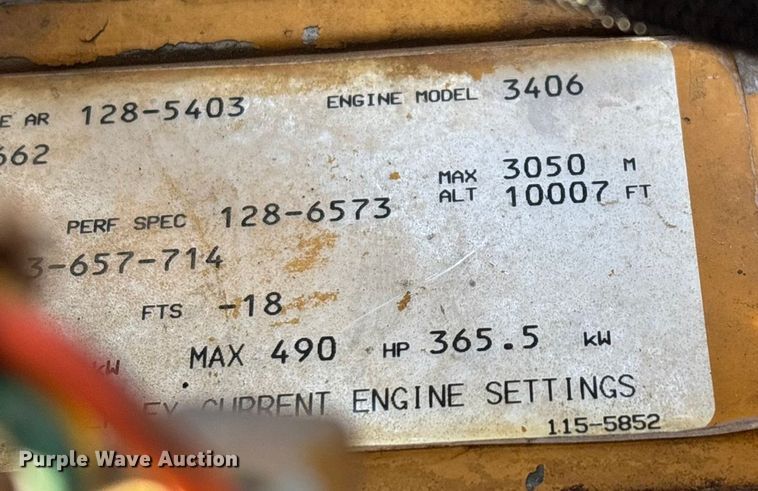 E AR 128-5403 ENGINE MODEL 3406
662
MAX 3050 M
ALT 10007 FT
PERF SPEC 128-6573
3-657-714
FTS -18
kW MAX 490 HP 365.5 kW
CURRENT ENGINE SETTINGS
115-5852
Purple Wave Auction